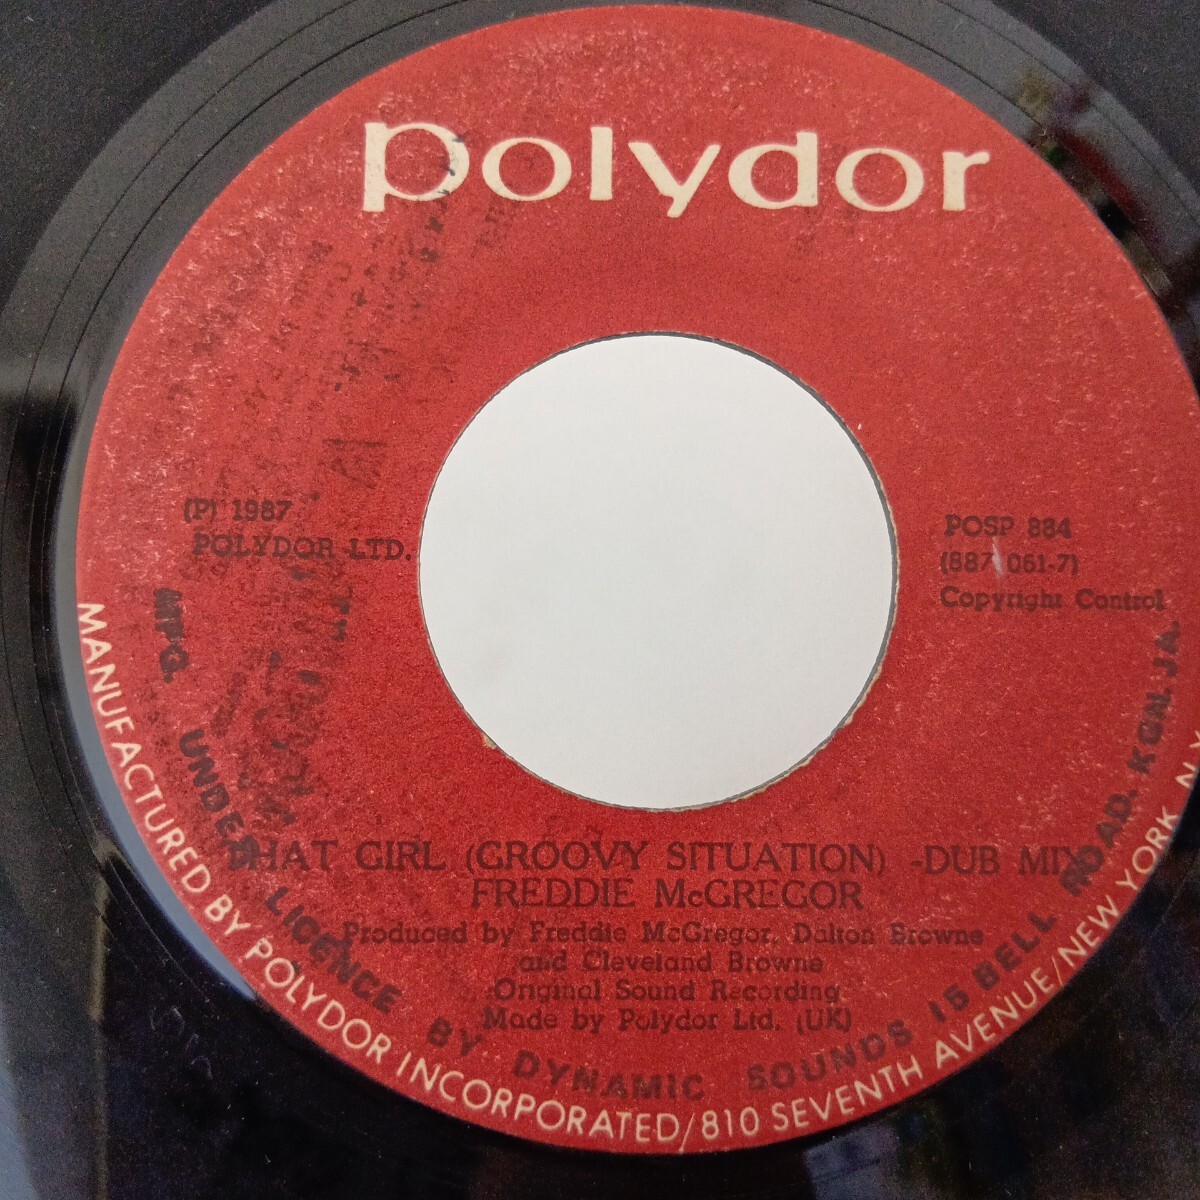 polydor
(P) 1987
POLYDOR LTD.
POSP 884
(887 061-7)
Copyright Control
THAT GIRL (GROOVY SITUATION) -DUB MIX
FREDDIE McGREGOR
Produced by Freddie McGregor, Dalton Browne
and Cleveland Browne
Original Sound Recording
Made by Polydor Ltd. (UK)
MFG. UNDER LICENCE BY DYNAMIC SOUNDS 15 BELL ROAD. KGN. JA.
MANUFACTURED BY POLYDOR INCORPORATED/810 SEVENTH AVENUE/NEW YORK, N.Y.